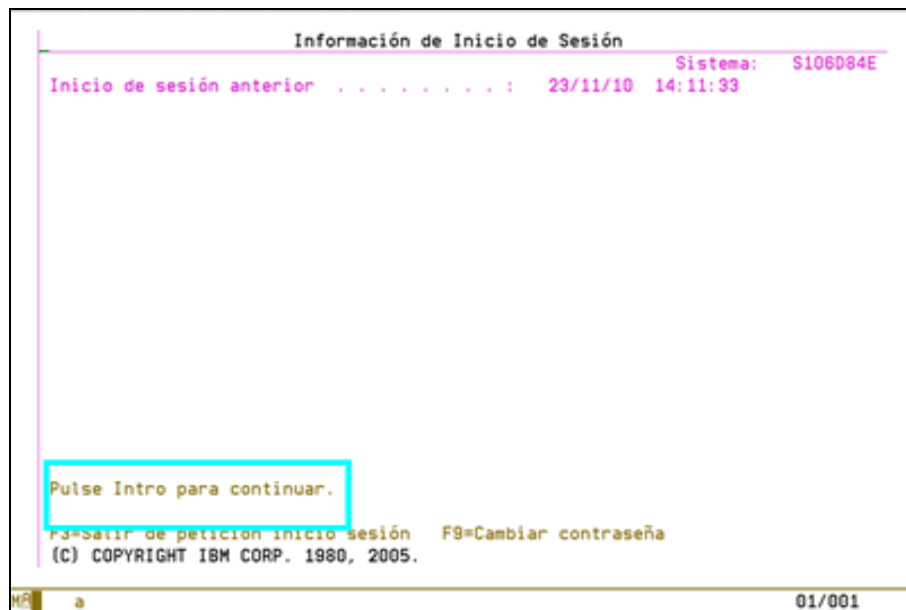 Información de Inicio de Sesión
Sistema: S106D84E
Inicio de sesión anterior . . . . . . . . : 23/11/10 14:11:33
Pulse Intro para continuar.
F3=Salir de petición inicio sesión F9=Cambiar contraseña
(C) COPYRIGHT IBM CORP. 1980, 2005.
MA a 01/001